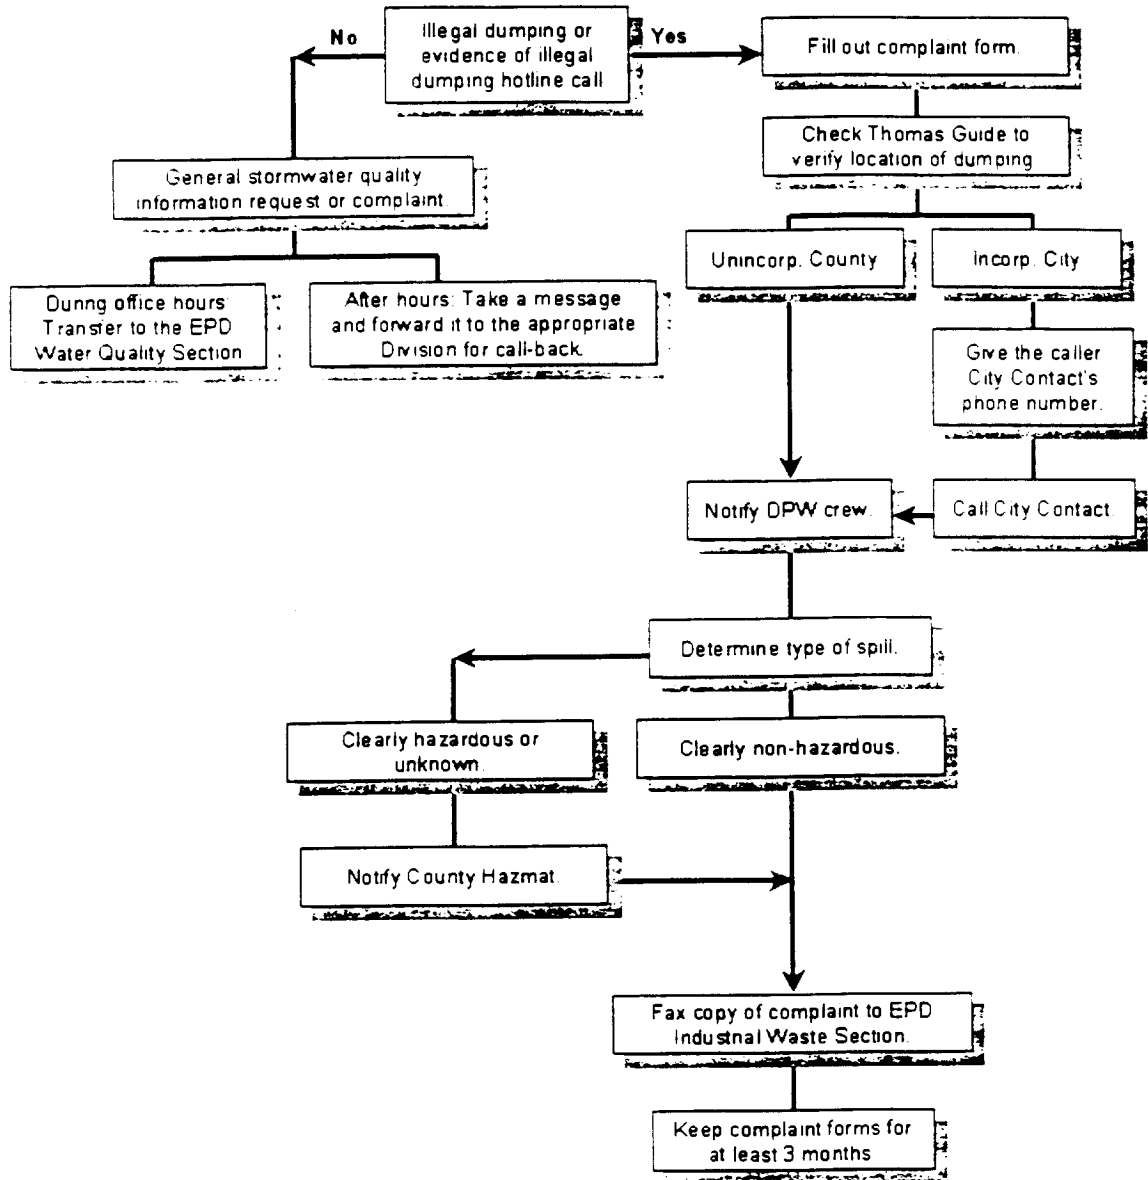 Illegal dumping or
evidence of illegal
dumping hotline call
No
Yes
Fill out complaint form.
Check Thomas Guide to
verify location of dumping
General stormwater quality
information request or complaint.
Unincorp. County
Incorp. City
During office hours:
Transfer to the EPD
Water Quality Section
After hours: Take a message
and forward it to the appropriate
Division for call-back.
Give the caller
City Contact's
phone number.
Notify DPW crew.
Call City Contact.
Determine type of spill.
Clearly hazardous or
unknown.
Clearly non-hazardous.
Notify County Hazmat.
Fax copy of complaint to EPD
Industrial Waste Section.
Keep complaint forms for
at least 3 months